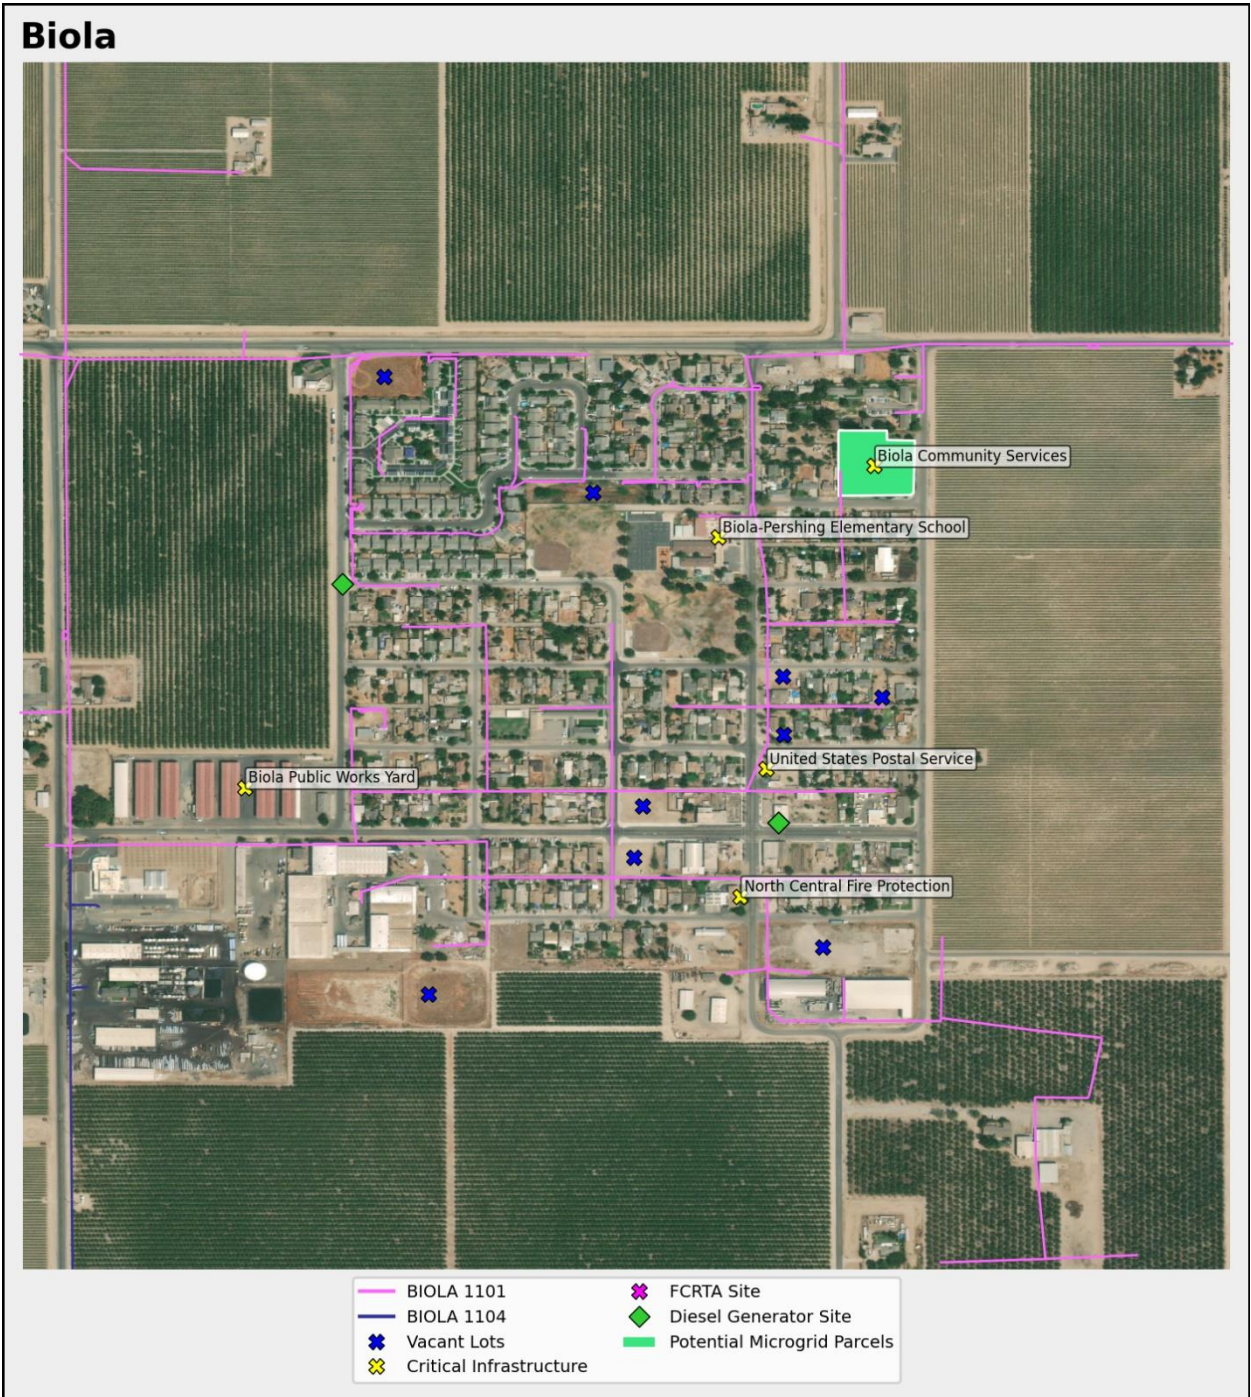 Biola
Biola Community Services
Biola-Pershing Elementary School
United States Postal Service
Biola Public Works Yard
North Central Fire Protection
BIOLA 1101
BIOLA 1104
Vacant Lots
Critical Infrastructure
FCRTA Site
Diesel Generator Site
Potential Microgrid Parcels